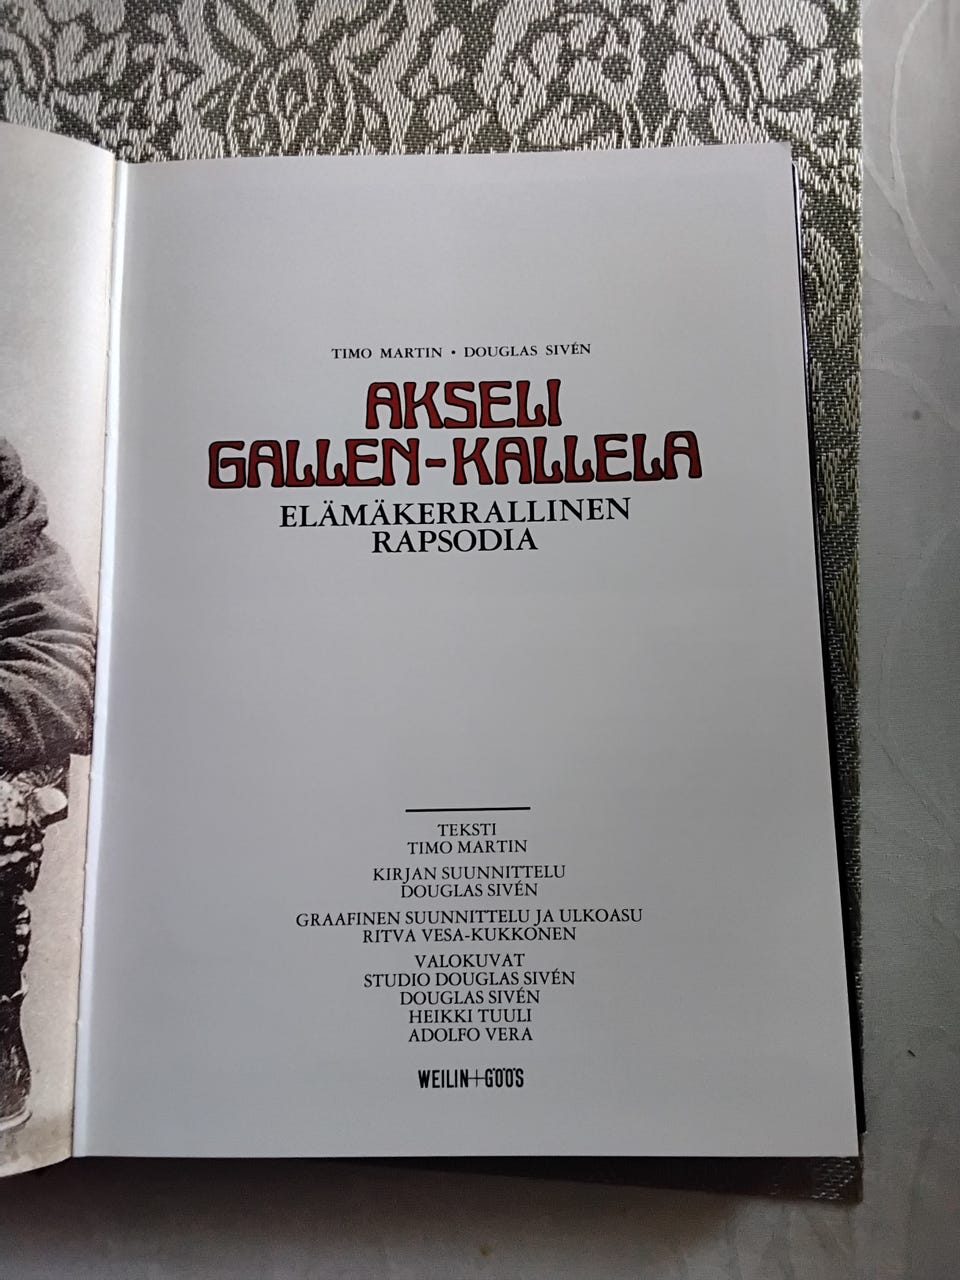 TIMO MARTIN • DOUGLAS SIVÉN
AKSELI
GALLEN-KALLELA
ELÄMÄKERRALLINEN
RAPSODIA
TEKSTI
TIMO MARTIN
KIRJAN SUUNNITTELU
DOUGLAS SIVÉN
GRAAFINEN SUUNNITTELU JA ULKOASU
RITVA VESA-KUKKONEN
VALOKUVAT
STUDIO DOUGLAS SIVÉN
DOUGLAS SIVÉN
HEIKKI TUULI
ADOLFO VERA
WEILIN+GÖÖS